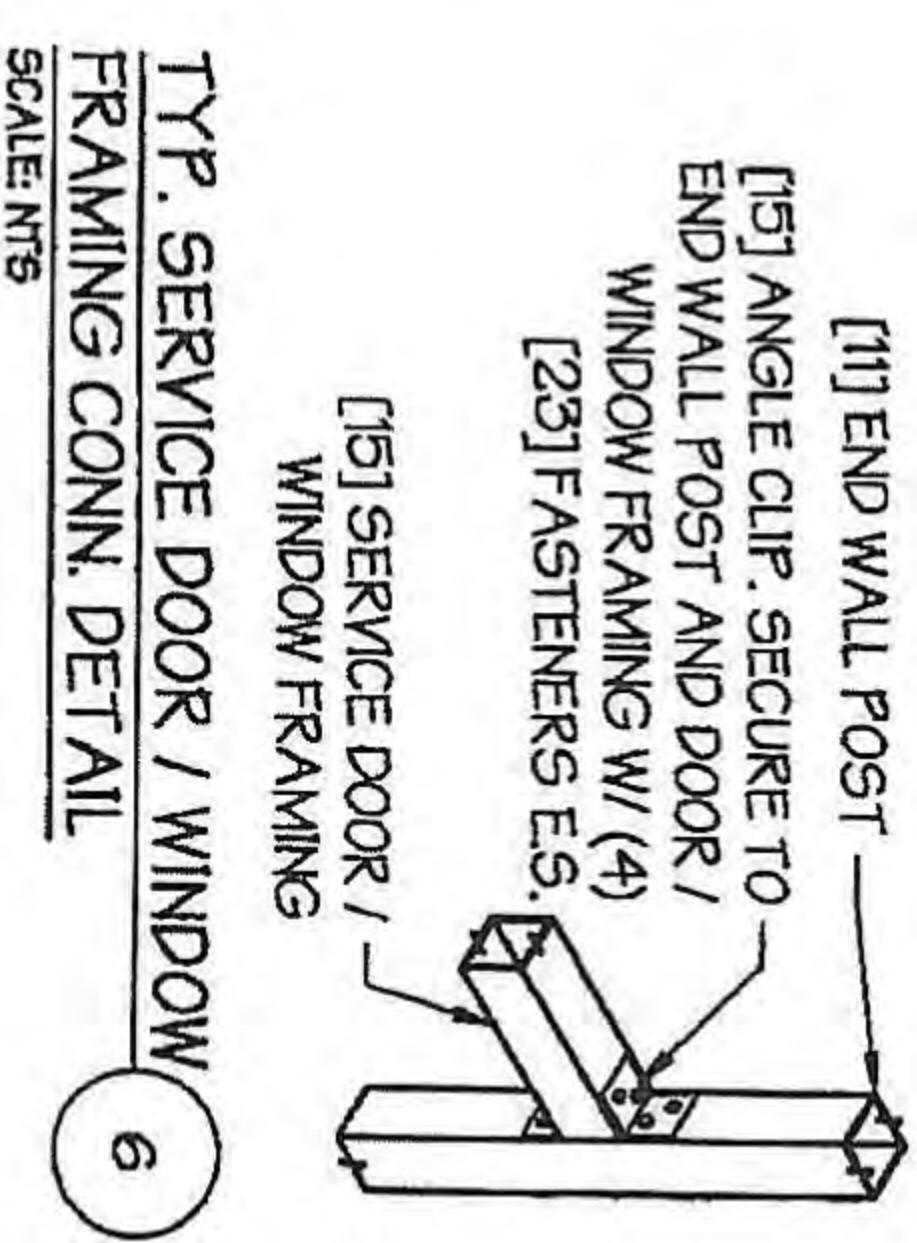 [11] END WALL POST
[15] ANGLE CLIP. SECURE TO
END WALL POST AND DOOR /
WINDOW FRAMING W/ (4)
[23] FASTENERS E.S.
[15] SERVICE DOOR /
WINDOW FRAMING
TYP. SERVICE DOOR / WINDOW
FRAMING CONN. DETAIL
SCALE: NTS
6